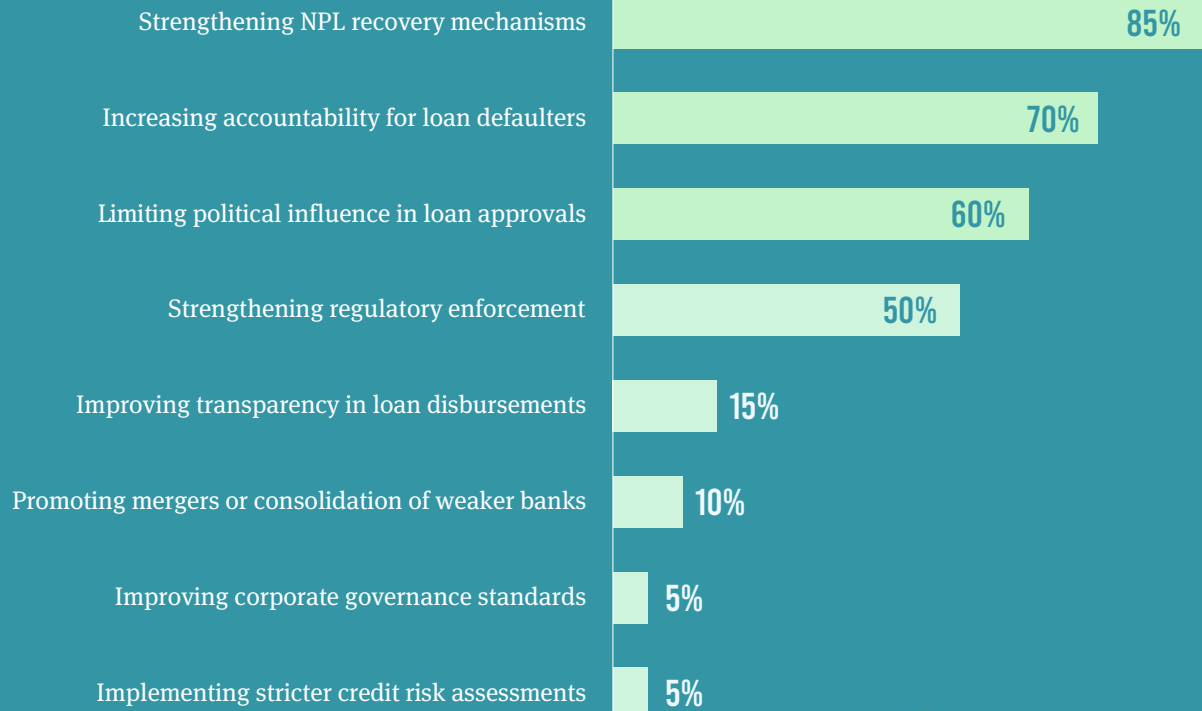 Strengthening NPL recovery mechanisms 85%
Increasing accountability for loan defaulters 70%
Limiting political influence in loan approvals 60%
Strengthening regulatory enforcement 50%
Improving transparency in loan disbursements 15%
Promoting mergers or consolidation of weaker banks 10%
Improving corporate governance standards 5%
Implementing stricter credit risk assessments 5%